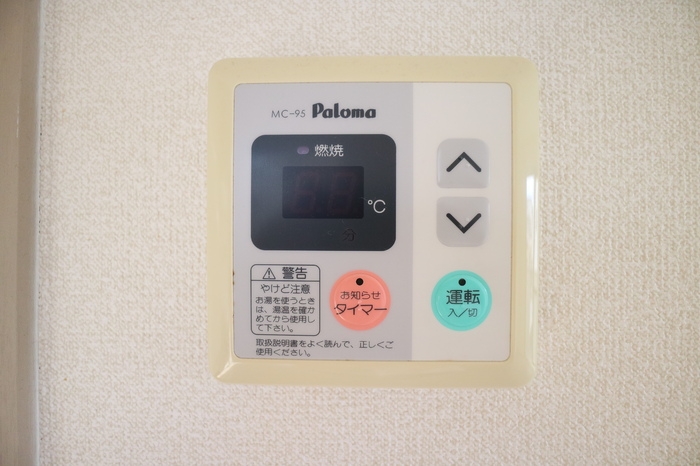 MC-95 Paloma
燃焼
℃
分
⚠ 警告
やけど注意
お湯を使うとき
は、湯温を確か
めてから使用し
て下さい。
取扱説明書をよく読んで、正しくご
使用ください。
お知らせ
タイマー
運転
入/切